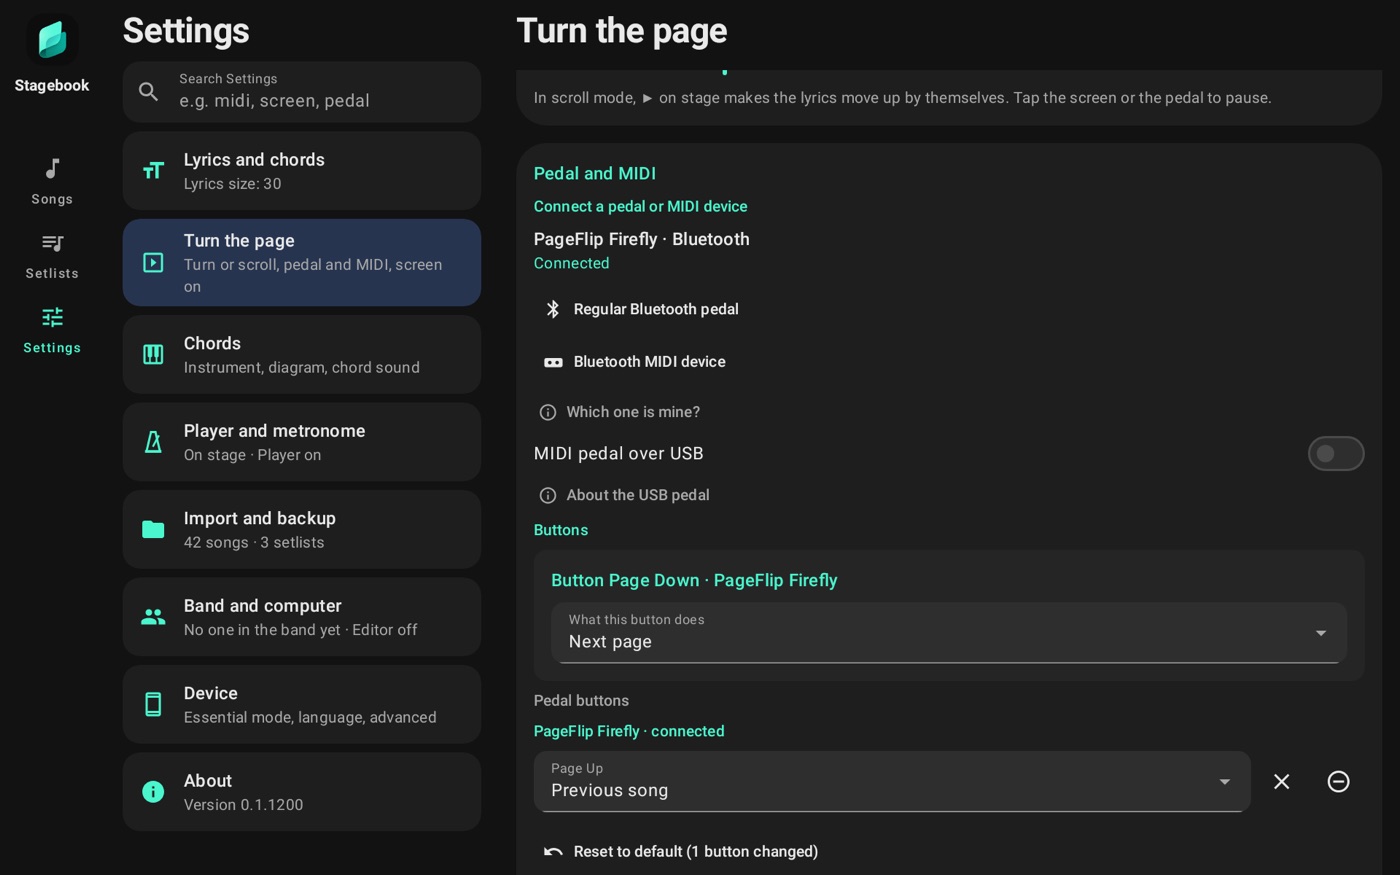 Stagebook
Songs
Setlists
Settings
Settings
Search Settings
e.g. midi, screen, pedal
Lyrics and chords
Lyrics size: 30
Turn the page
Turn or scroll, pedal and MIDI, screen
on
Chords
Instrument, diagram, chord sound
Player and metronome
On stage · Player on
Import and backup
42 songs · 3 setlists
Band and computer
No one in the band yet · Editor off
Device
Essential mode, language, advanced
About
Version 0.1.1200
Turn the page
In scroll mode, ► on stage makes the lyrics move up by themselves. Tap the screen or the pedal to pause.
Pedal and MIDI
Connect a pedal or MIDI device
PageFlip Firefly · Bluetooth
Connected
Regular Bluetooth pedal
Bluetooth MIDI device
Which one is mine?
MIDI pedal over USB
About the USB pedal
Buttons
Button Page Down · PageFlip Firefly
What this button does
Next page
Pedal buttons
PageFlip Firefly · connected
Page Up
Previous song
Reset to default (1 button changed)